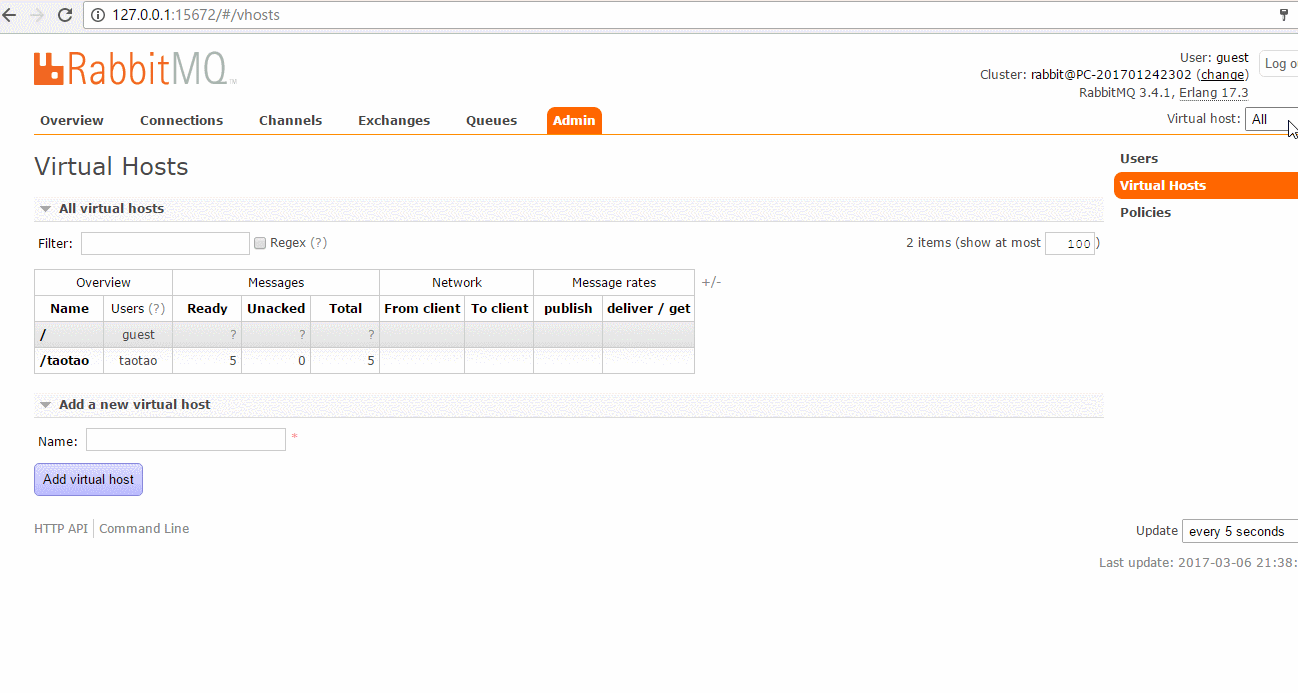 127.0.0.1:15672/#/vhosts
RabbitMQ ™
User: guest
Log o
Cluster: rabbit@PC-201701242302 (change)
RabbitMQ 3.4.1, Erlang 17.3
Overview Connections Channels Exchanges Queues Admin
Virtual host: All
Virtual Hosts
Users
Virtual Hosts
Policies
All virtual hosts
Filter: Regex (?)
2 items (show at most 100 )
Overview Messages Network Message rates +/-
Name Users (?) Ready Unacked Total From client To client publish deliver / get
/ guest ? ? ?
/taotao taotao 5 0 5
Add a new virtual host
Name: *
Add virtual host
HTTP API Command Line
Update every 5 seconds
Last update: 2017-03-06 21:38: